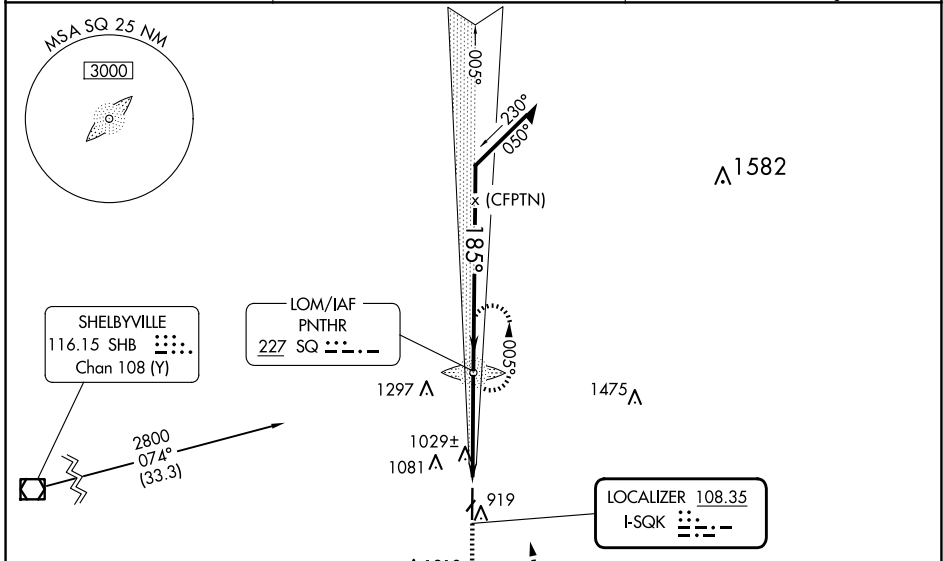 MSA SQ 25 NM
3000
005°
230°
050°
1582
x (CFPTN)
185°
SHELBYVILLE
116.15 SHB
Chan 108 (Y)
LOM/IAF
PNTHR
227 SQ
005°
1297
1475
2800
074°
(33.3)
1029±
1081
919
LOCALIZER 108.35
I-SQK